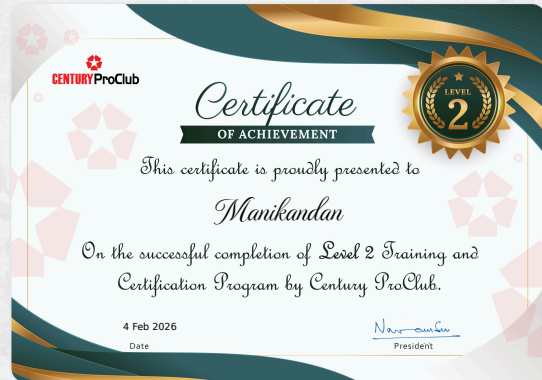 CENTURY ProClub
Certificate
OF ACHIEVEMENT
LEVEL
2
This certificate is proudly presented to
Manikandan
On the successful completion of Level 2 Training and
Certification Program by Century ProClub.
4 Feb 2026
Date
President